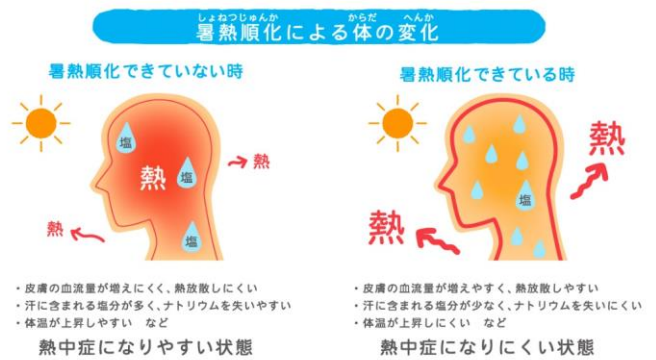 しょねつじゅんか からだ へんか
暑熱順化による体の変化
暑熱順化できていない時
塩
熱
塩
熱
熱
塩
・皮膚の血流量が増えにくく、熱放散しにくい
・汗に含まれる塩分が多く、ナトリウムを失いやすい
・体温が上昇しやすい など
熱中症になりやすい状態
暑熱順化できている時
熱
塩
熱
・皮膚の血流量が増えやすく、熱放散しやすい
・汗に含まれる塩分が少なく、ナトリウムを失いにくい
・体温が上昇しにくい など
熱中症になりにくい状態